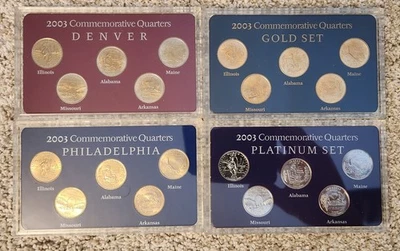 2003 Commemorative Quarters
DENVER
Illinois
Alabama
Maine
Missouri
Arkansas
2003 Commemorative Quarters
GOLD SET
Illinois
Alabama
Maine
Missouri
Arkansas
2003 Commemorative Quarters
PHILADELPHIA
Illinois
Alabama
Maine
Missouri
Arkansas
2003 Commemorative Quarters
PLATINUM SET
Illinois
Alabama
Maine
Missouri
Arkansas